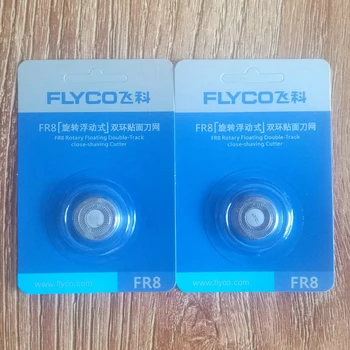 FLYCO飞科
FR8「旋转浮动式」双环贴面刀网
FR8 Rotary Floating Double-Track
close-shaving Cutter
www.flyco.com
FR8
FLYCO飞科
FR8「旋转浮动式」双环贴面刀网
FR8 Rotary Floating Double-Track
close-shaving Cutter
www.flyco.com
FR8